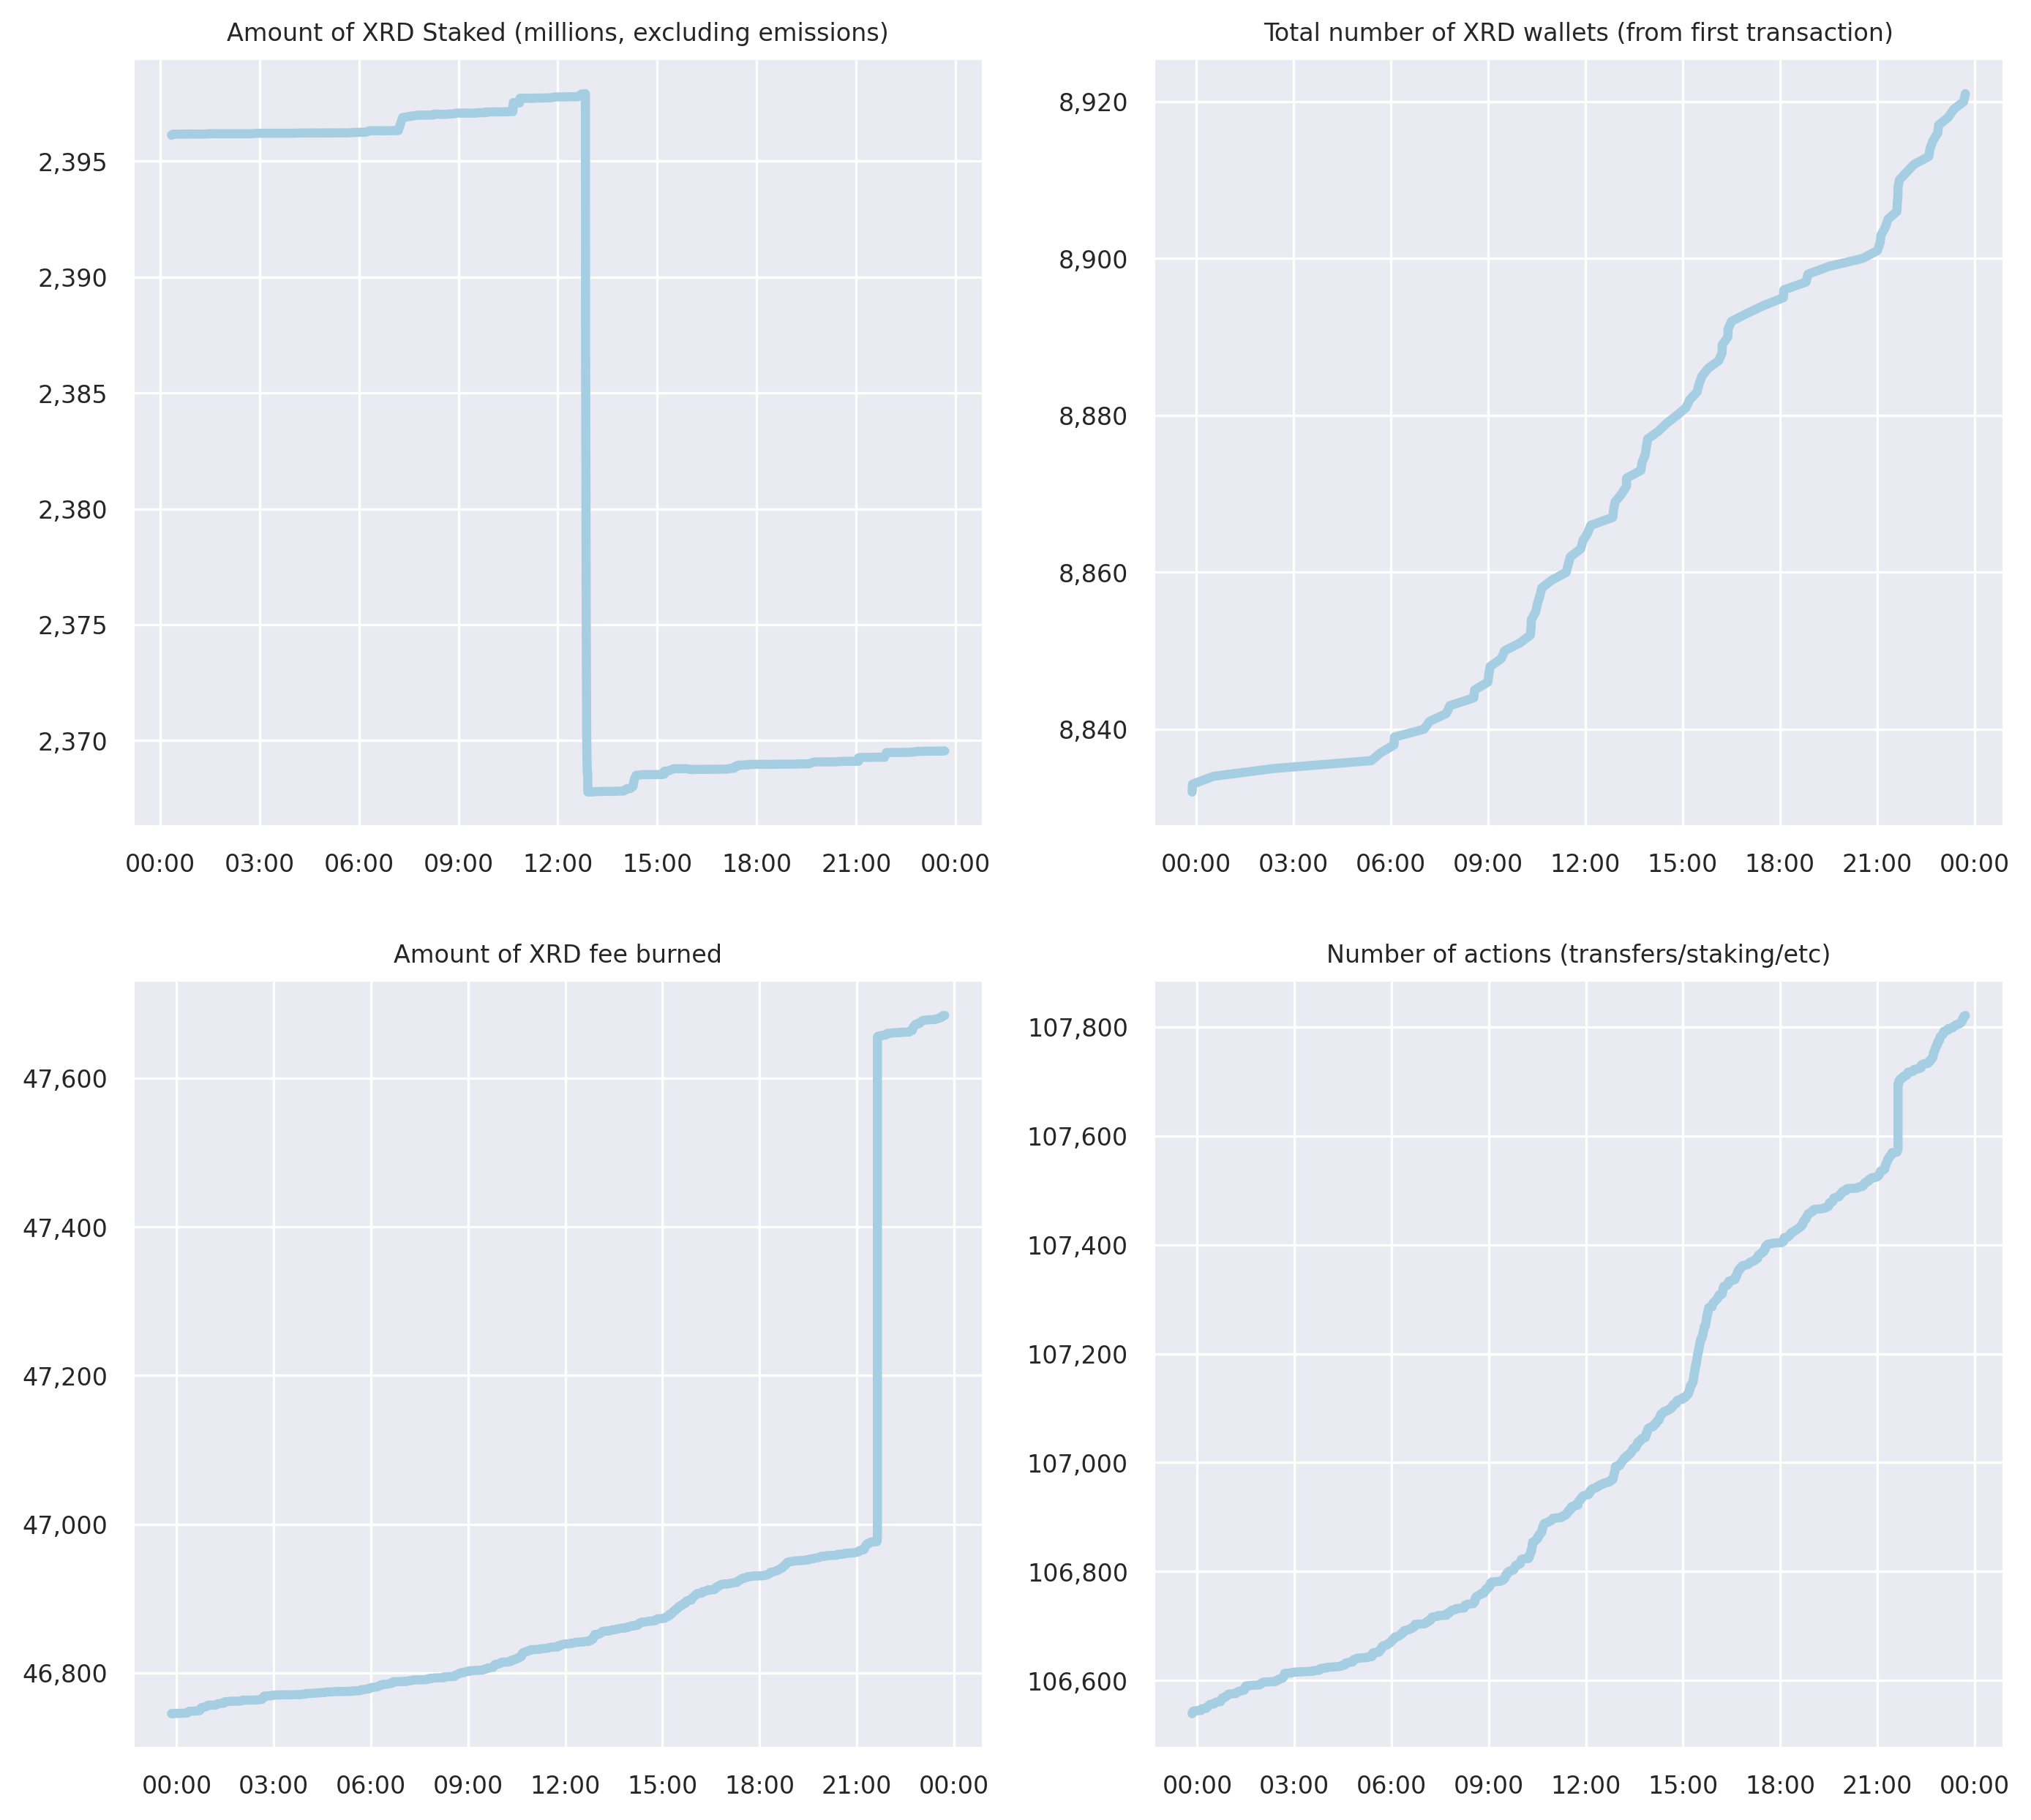 Amount of XRD Staked (millions, excluding emissions)
2,395
2,390
2,385
2,380
2,375
2,370
00:00 03:00 06:00 09:00 12:00 15:00 18:00 21:00 00:00
Total number of XRD wallets (from first transaction)
8,920
8,900
8,880
8,860
8,840
00:00 03:00 06:00 09:00 12:00 15:00 18:00 21:00 00:00
Amount of XRD fee burned
47,600
47,400
47,200
47,000
46,800
00:00 03:00 06:00 09:00 12:00 15:00 18:00 21:00 00:00
Number of actions (transfers/staking/etc)
107,800
107,600
107,400
107,200
107,000
106,800
106,600
00:00 03:00 06:00 09:00 12:00 15:00 18:00 21:00 00:00